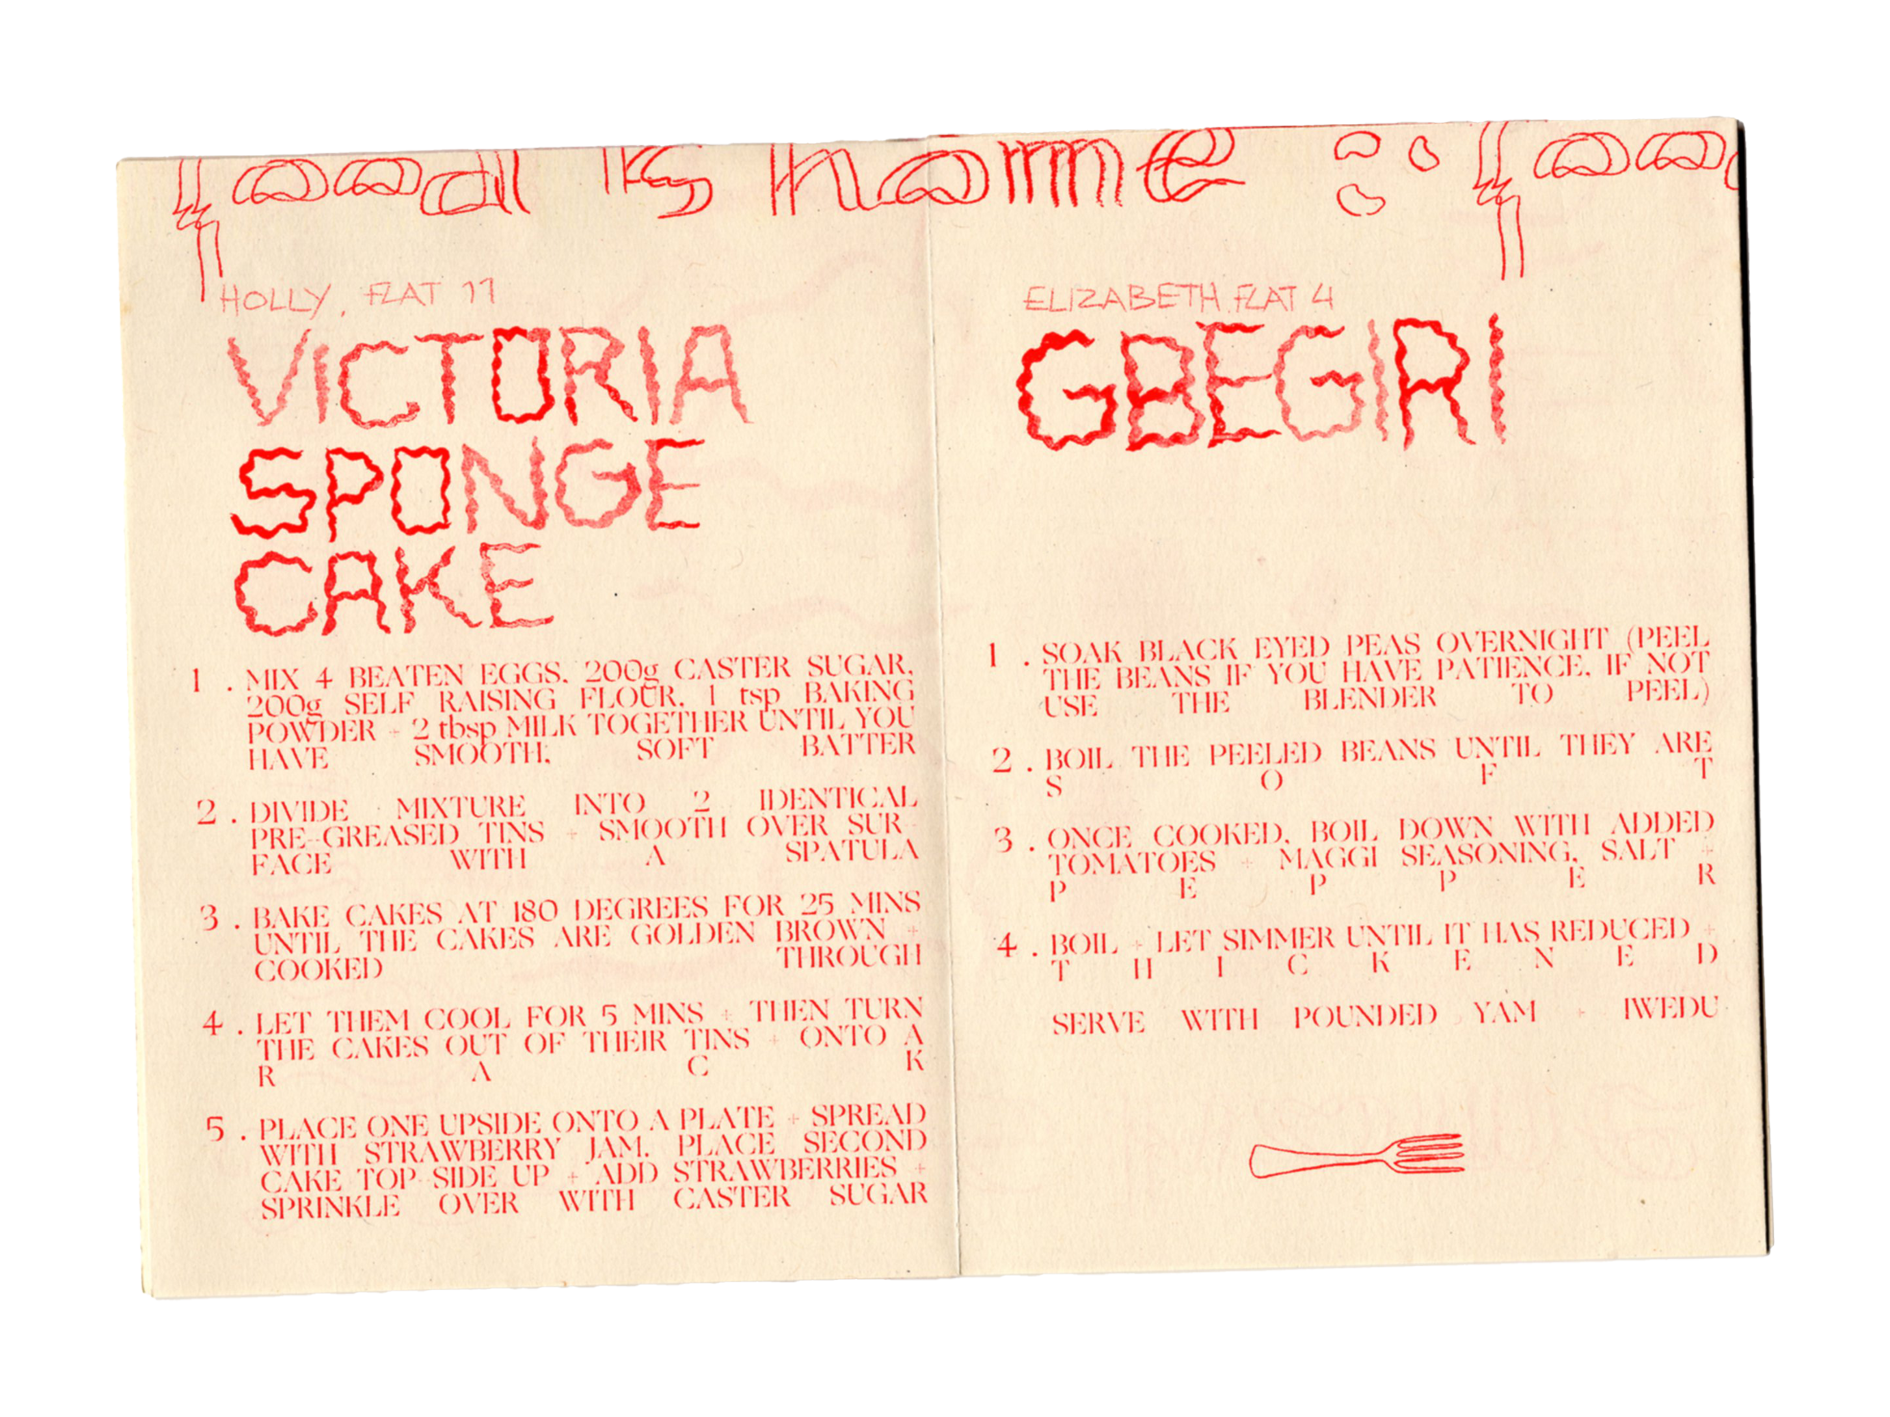 food is home :: foo
HOLLY, FLAT 11
VICTORIA
SPONGE
CAKE
1. MIX 4 BEATEN EGGS, 200g CASTER SUGAR,
200g SELF RAISING FLOUR, 1 tsp BAKING
POWDER + 2 tbsp MILK TOGETHER UNTIL YOU
HAVE SMOOTH, SOFT BATTER
2. DIVIDE MIXTURE INTO 2 IDENTICAL
PRE-GREASED TINS + SMOOTH OVER SUR-
FACE WITH A SPATULA
3. BAKE CAKES AT 180 DEGREES FOR 25 MINS
UNTIL THE CAKES ARE GOLDEN BROWN +
COOKED THROUGH
4. LET THEM COOL FOR 5 MINS + THEN TURN
THE CAKES OUT OF THEIR TINS + ONTO A
R A C K
5. PLACE ONE UPSIDE ONTO A PLATE + SPREAD
WITH STRAWBERRY JAM. PLACE SECOND
CAKE TOP-SIDE UP + ADD STRAWBERRIES +
SPRINKLE OVER WITH CASTER SUGAR
ELIZABETH. FLAT 4
GBEGIRI
1. SOAK BLACK EYED PEAS OVERNIGHT (PEEL
THE BEANS IF YOU HAVE PATIENCE, IF NOT
USE THE BLENDER TO PEEL)
2. BOIL THE PEELED BEANS UNTIL THEY ARE
S O F T
3. ONCE COOKED, BOIL DOWN WITH ADDED
TOMATOES + MAGGI SEASONING, SALT +
P E P P E R
4. BOIL + LET SIMMER UNTIL IT HAS REDUCED +
T H I C K E N E D
SERVE WITH POUNDED YAM + IWEDU